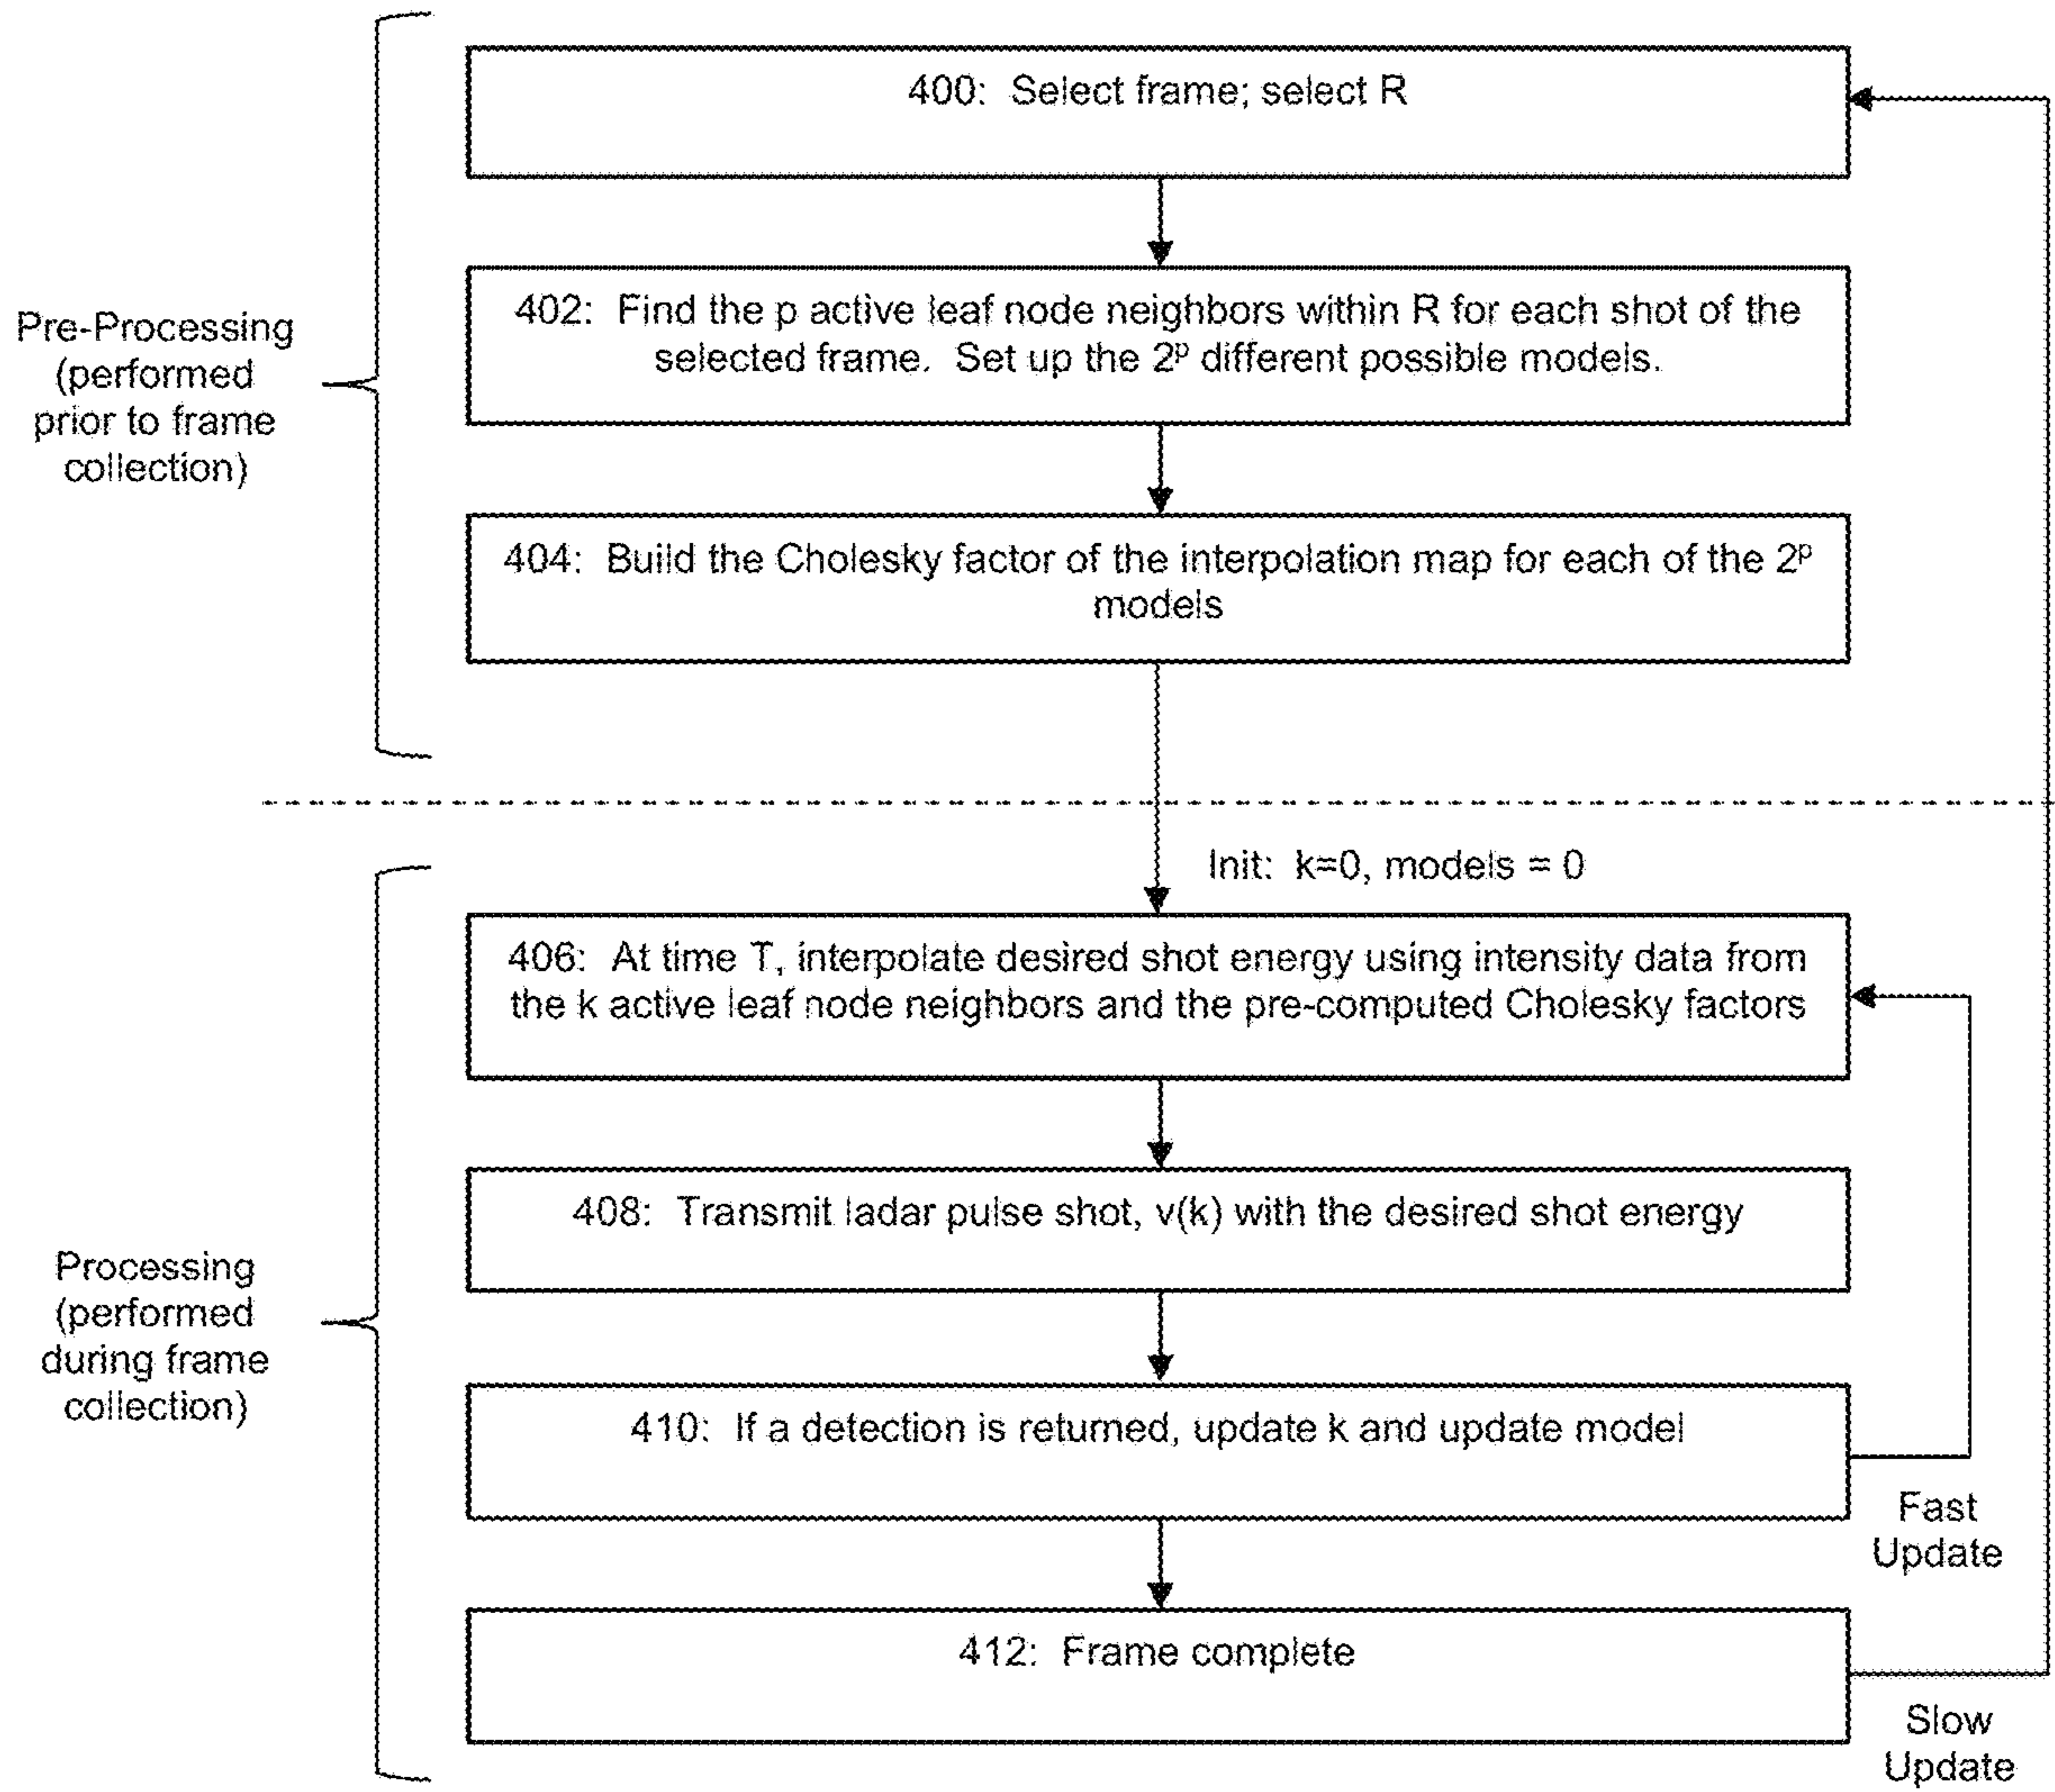 400: Select frame; select R
402: Find the p active leaf node neighbors within R for each shot of the
selected frame. Set up the 2ᵖ different possible models.
Pre-Processing
(performed
prior to frame
collection)
404: Build the Cholesky factor of the interpolation map for each of the 2ᵖ
models
Init: k=0, models = 0
406: At time T, interpolate desired shot energy using intensity data from
the k active leaf node neighbors and the pre-computed Cholesky factors
408: Transmit ladar pulse shot, v(k) with the desired shot energy
Processing
(performed
during frame
collection)
410: If a detection is returned, update k and update model
Fast
Update
412: Frame complete
Slow
Update